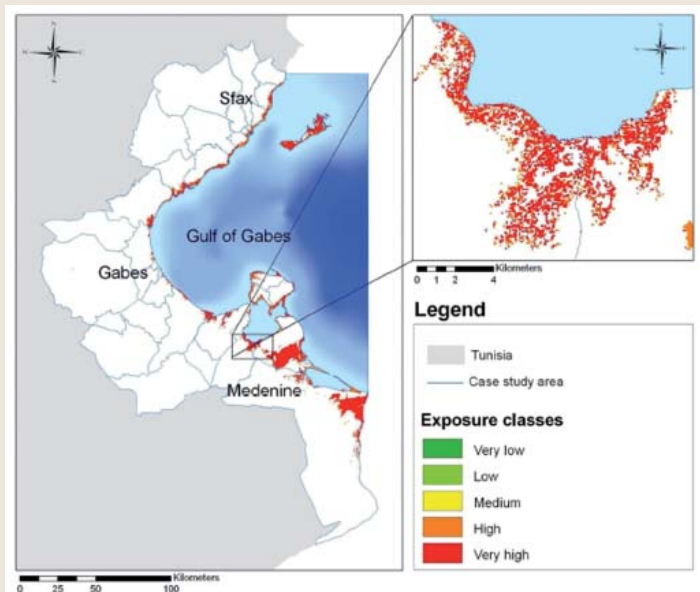 Sfax
Gulf of Gabes
Gabes
Medenine
Kilometers
0 25 50 100
Kilometers
0 1 2 4
Legend
Tunisia
Case study area
Exposure classes
Very low
Low
Medium
High
Very high